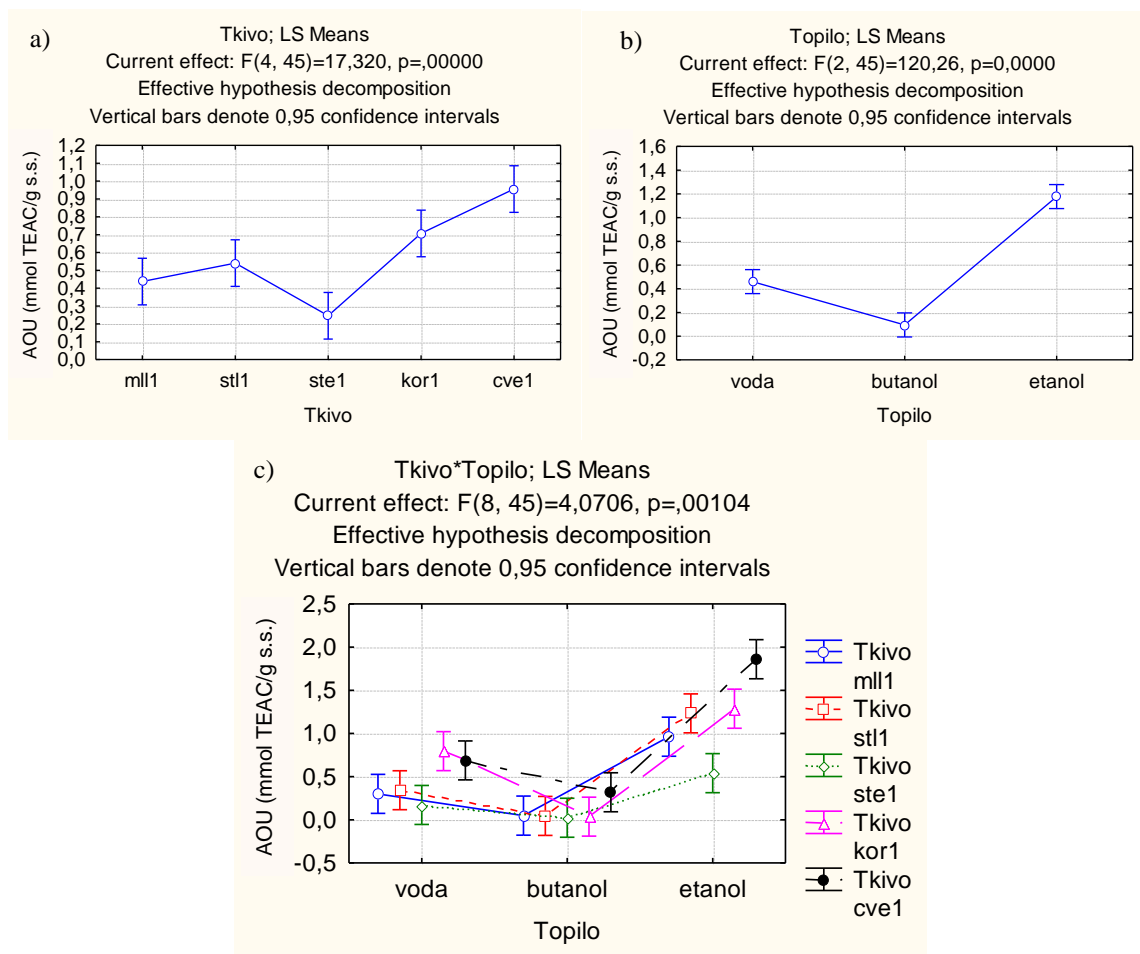 a)
Tkivo; LS Means
Current effect: F(4, 45)=17,320, p=,00000
Effective hypothesis decomposition
Vertical bars denote 0,95 confidence intervals
1,2
1,1
1,0
0,9
0,8
0,7
0,6
0,5
0,4
0,3
0,2
0,1
0,0
AOU (mmol TEAC/g s.s.)
mll1 stl1 ste1 kor1 cve1
Tkivo
b)
Topilo; LS Means
Current effect: F(2, 45)=120,26, p=0,0000
Effective hypothesis decomposition
Vertical bars denote 0,95 confidence intervals
1,6
1,4
1,2
1,0
0,8
0,6
0,4
0,2
0,0
-0,2
AOU (mmol TEAC/g s.s.)
voda butanol etanol
Topilo
c)
Tkivo*Topilo; LS Means
Current effect: F(8, 45)=4,0706, p=,00104
Effective hypothesis decomposition
Vertical bars denote 0,95 confidence intervals
2,5
2,0
1,5
1,0
0,5
0,0
-0,5
AOU (mmol TEAC/g s.s.)
voda butanol etanol
Topilo
Tkivo
mll1
Tkivo
stl1
Tkivo
ste1
Tkivo
kor1
Tkivo
cve1